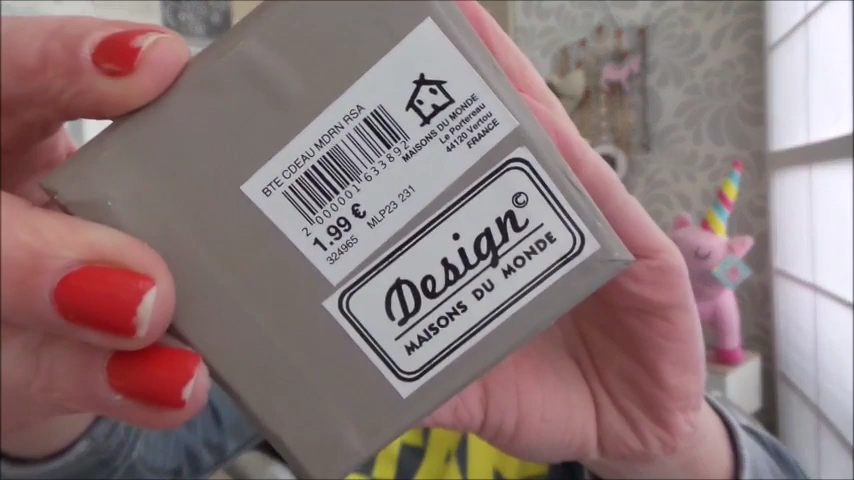 BTE CDEAU MDRN RSA
2 000001 633892
1.99 €
324965 MLP23 231
MAISONS DU MONDE
Le Portereau
44120 Vertou
FRANCE
Design©
MAISONS DU MONDE